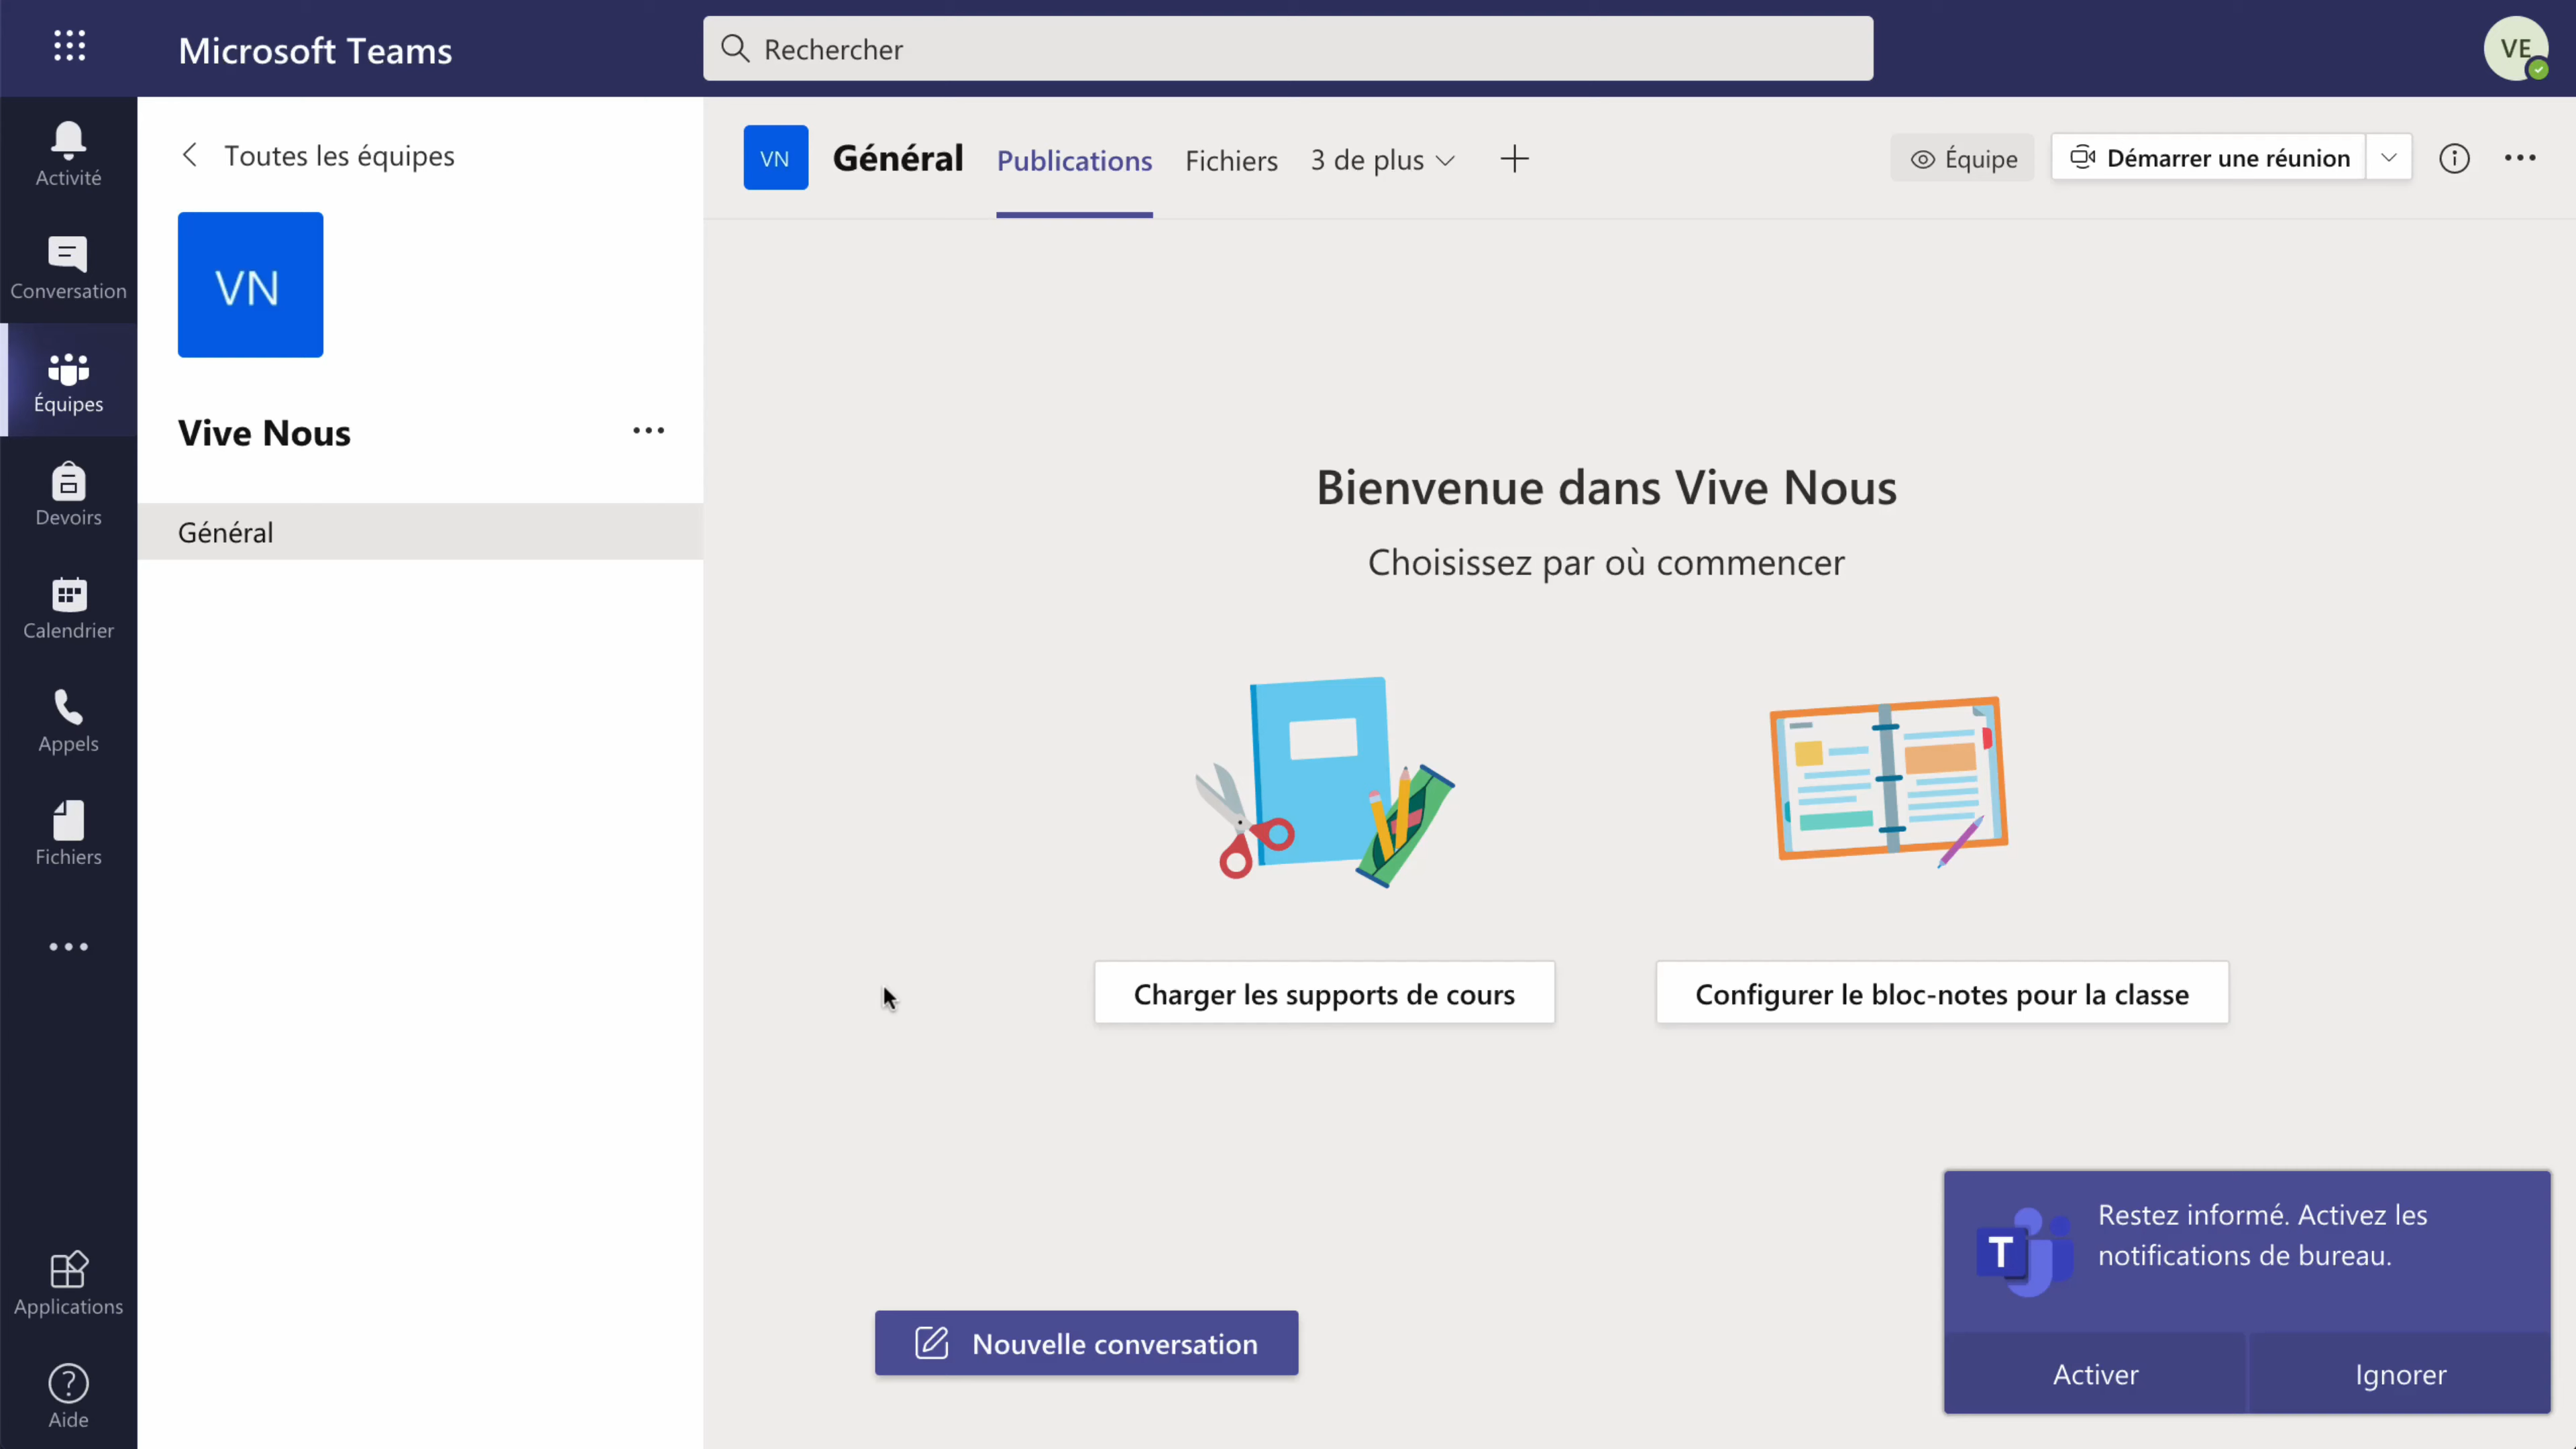 Microsoft Teams
Rechercher
VE
Activité
Conversation
Équipes
Devoirs
Calendrier
Appels
Fichiers
Applications
Aide
Toutes les équipes
VN
Vive Nous
Général
VN
Général
Publications
Fichiers
3 de plus
Équipe
Démarrer une réunion
Bienvenue dans Vive Nous
Choisissez par où commencer
Charger les supports de cours
Configurer le bloc-notes pour la classe
Nouvelle conversation
T
Restez informé. Activez les
notifications de bureau.
Activer
Ignorer